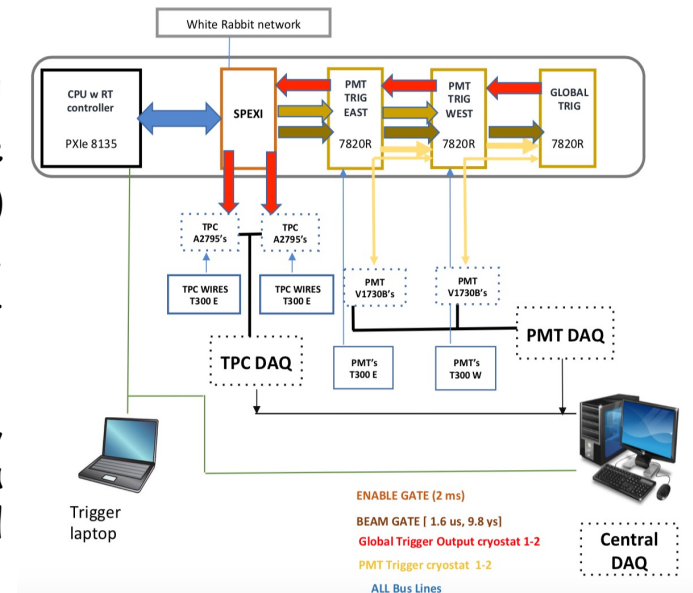 White Rabbit network
CPU w RT
controller
PXIe 8135
SPEXI
PMT
TRIG
EAST
7820R
PMT
TRIG
WEST
7820R
GLOBAL
TRIG
7820R
TPC
A2795's
TPC
A2795's
TPC WIRES
T300 E
TPC WIRES
T300 E
PMT
V1730B's
PMT
V1730B's
TPC DAQ
PMT's
T300 E
PMT's
T300 W
PMT DAQ
Trigger
laptop
ENABLE GATE (2 ms)
BEAM GATE [ 1.6 us, 9.8 ys]
Global Trigger Output cryostat 1-2
PMT Trigger cryostat 1-2
ALL Bus Lines
Central
DAQ